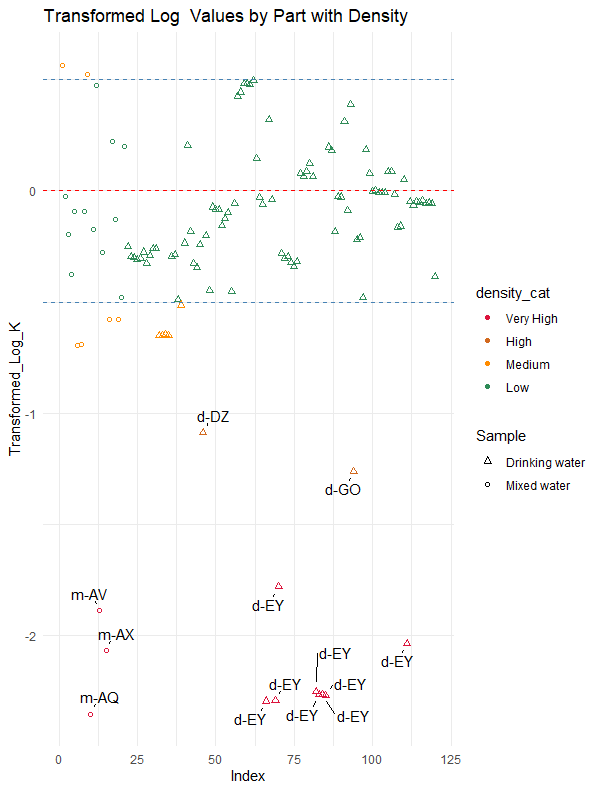 Transformed Log  Values by Part with Density
0
-1
-2
Transformed_Log_K
d-DZ
d-GO
d-EY
m-AV
m-AX
d-EY
d-EY
d-EY
d-EY
m-AQ
d-EY
d-EY
d-EY
0
25
50
75
100
125
Index
density_cat
Very High
High
Medium
Low
Sample
Drinking water
Mixed water